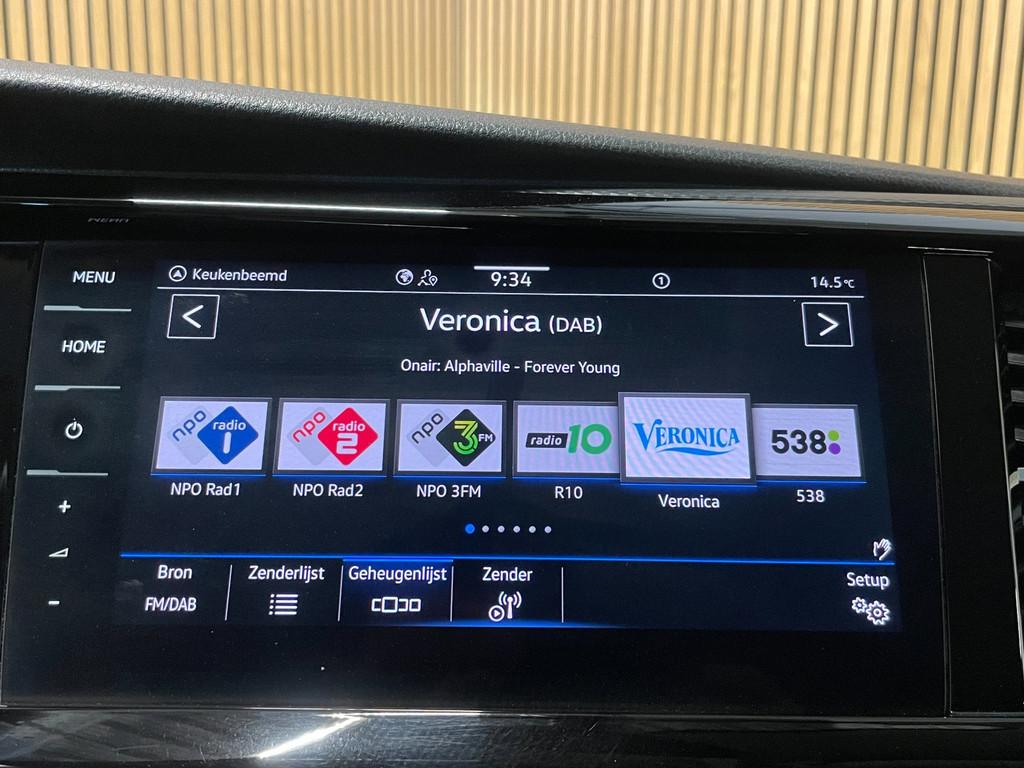 MENU
HOME
Keukenbeemd
9:34
1
14.5°C
< Veronica (DAB) >
Onair: Alphaville - Forever Young
npo radio 1
npo radio 2
npo 3FM
radio 10
VERONICA
538
NPO Rad1
NPO Rad2
NPO 3FM
R10
Veronica
538
+
-
Bron
FM/DAB
Zenderlijst
Geheugenlijst
Zender
Setup